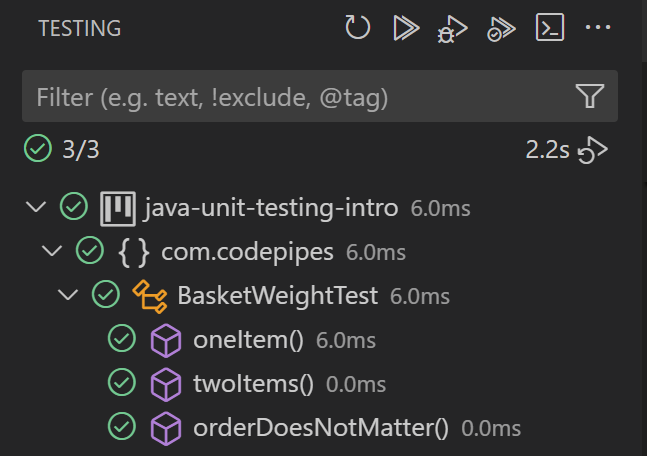 TESTING
Filter (e.g. text, !exclude, @tag)
3/3 2.2s
java-unit-testing-intro 6.0ms
{ } com.codepipes 6.0ms
BasketWeightTest 6.0ms
oneItem() 6.0ms
twoItems() 0.0ms
orderDoesNotMatter() 0.0ms